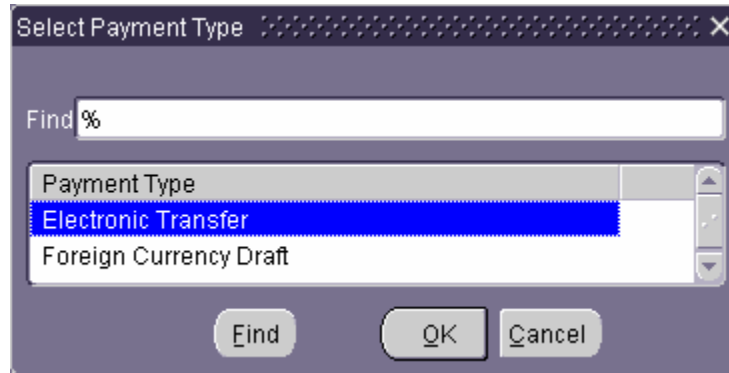 Select Payment Type
Find %
Payment Type
Electronic Transfer
Foreign Currency Draft
Find OK Cancel